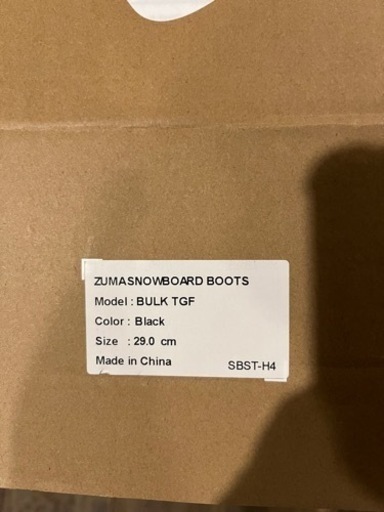 ZUMASNOWBOARD BOOTS
Model : BULK TGF
Color : Black
Size : 29.0 cm
Made in China SBST-H4